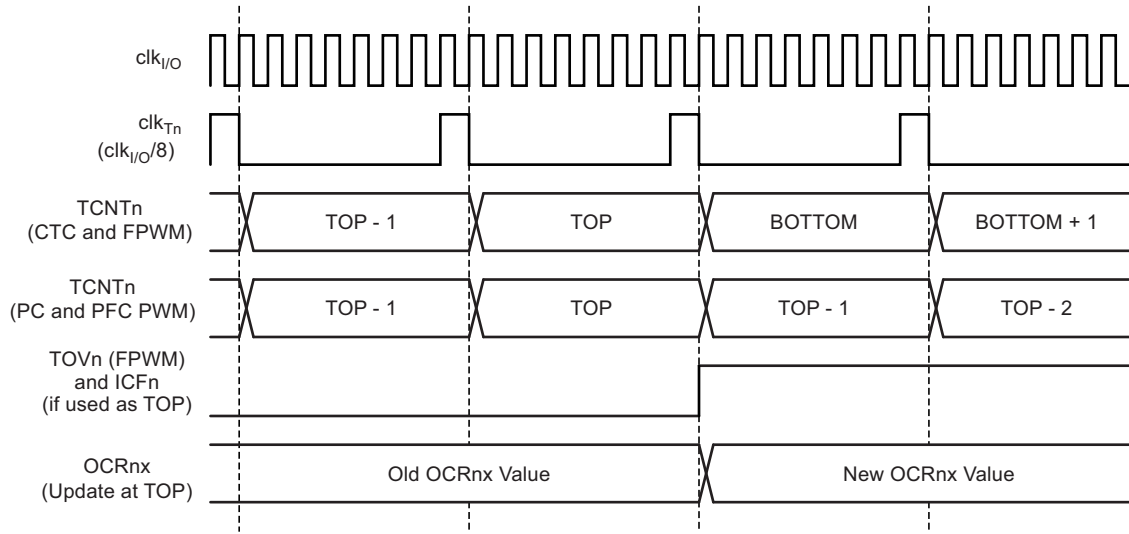 clkI/O
clkTn
(clkI/O/8)
TCNTn
(CTC and FPWM)
TOP - 1
TOP
BOTTOM
BOTTOM + 1
TCNTn
(PC and PFC PWM)
TOP - 1
TOP
TOP - 1
TOP - 2
TOVn (FPWM)
and ICFn
(if used as TOP)
OCRnx
(Update at TOP)
Old OCRnx Value
New OCRnx Value